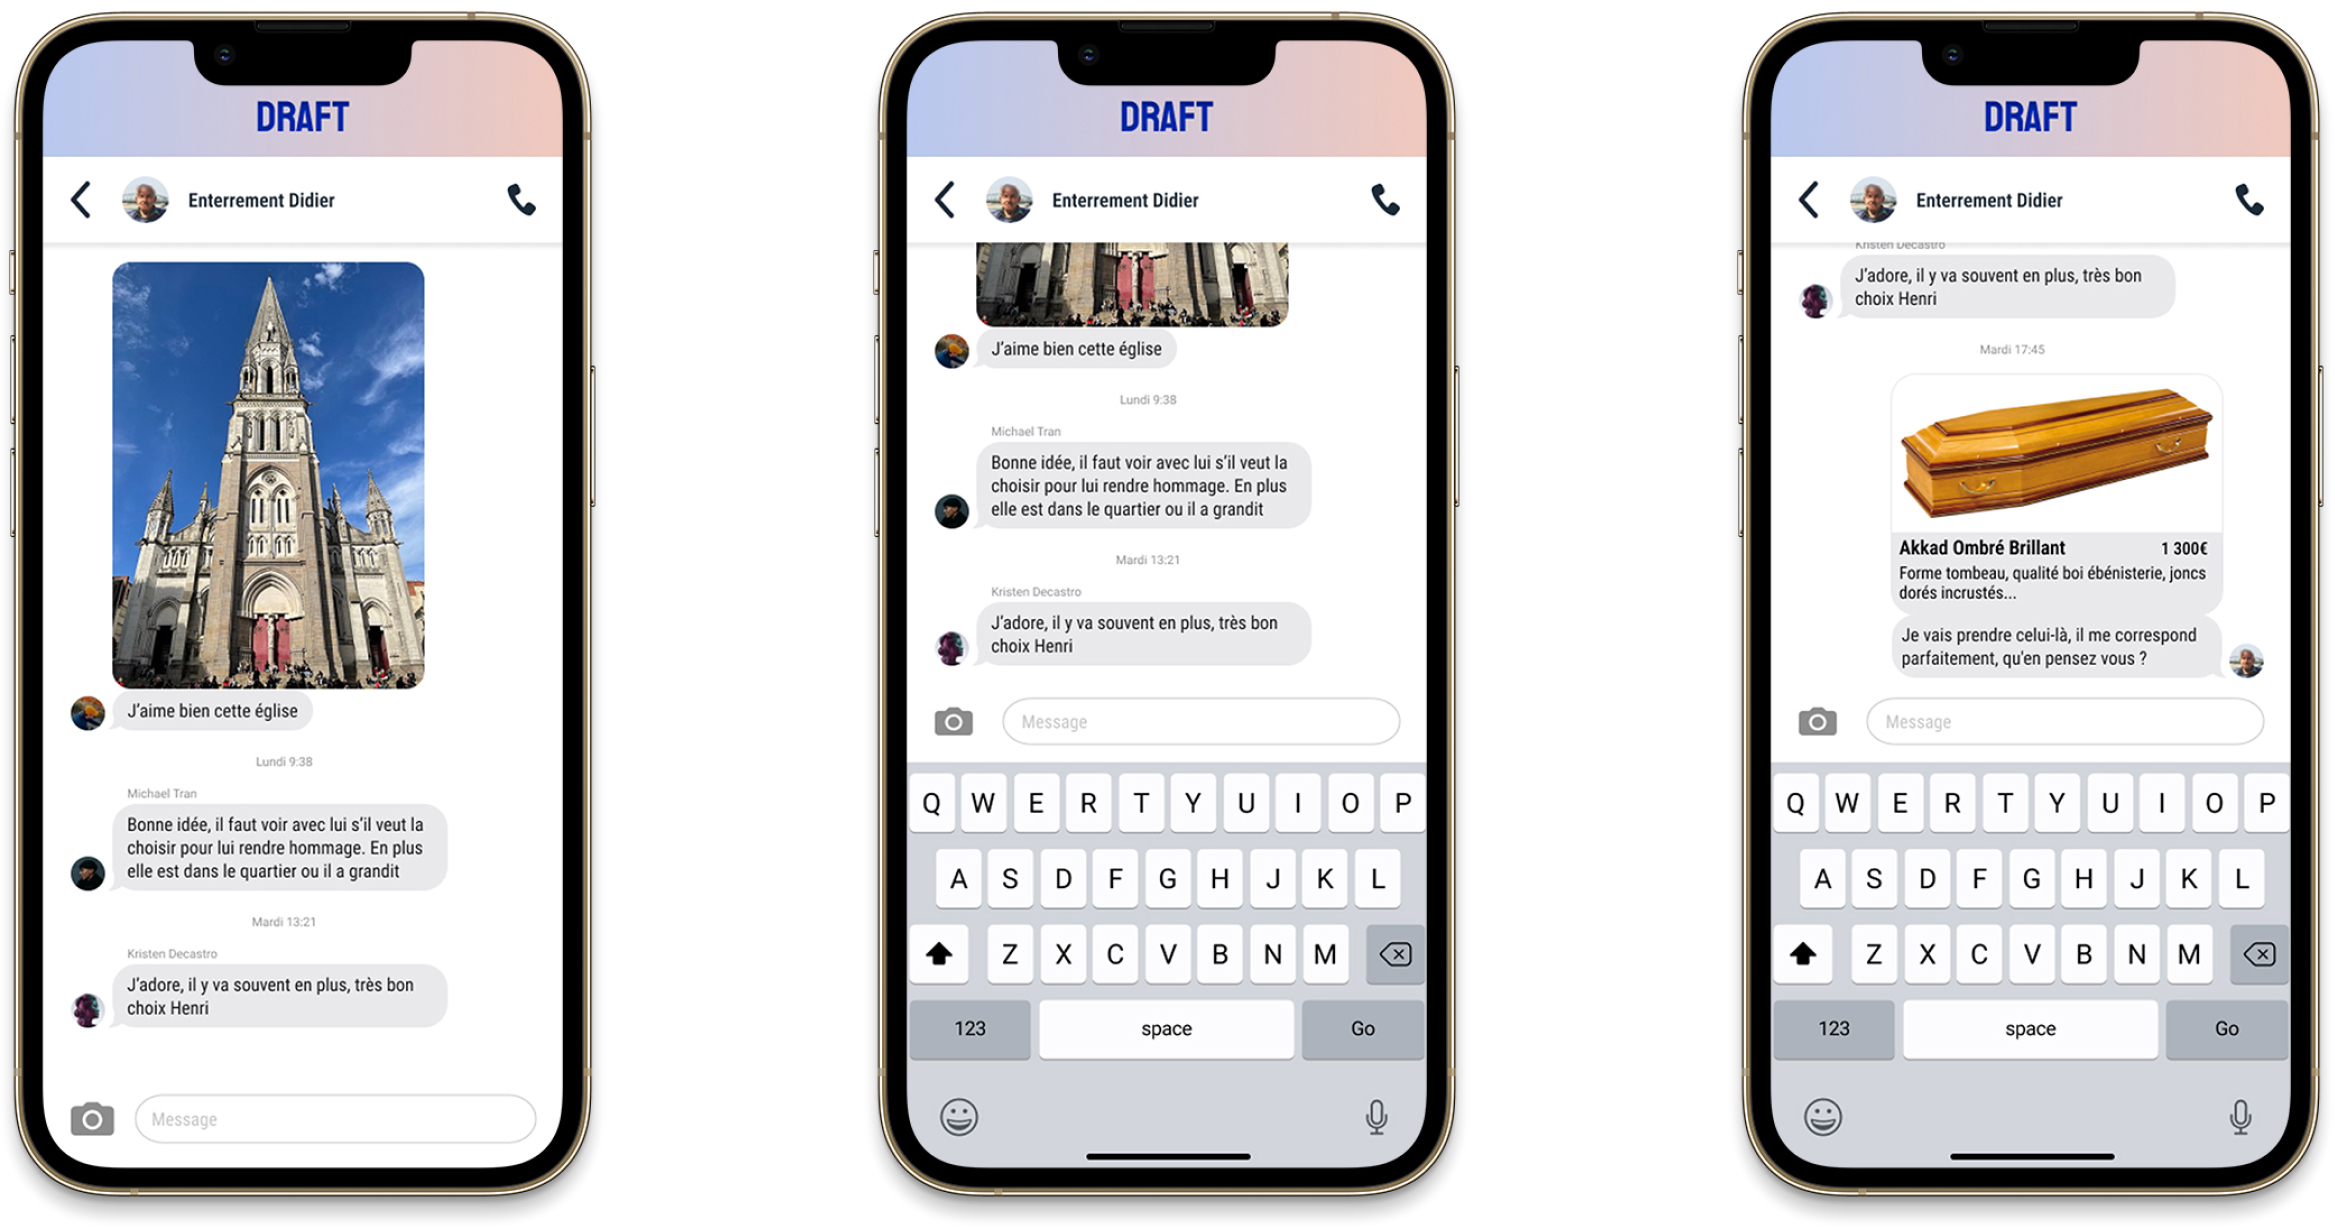 DRAFT
Enterrement Didier
J'aime bien cette église
Lundi 9:38
Michael Tran
Bonne idée, il faut voir avec lui s'il veut la
choisir pour lui rendre hommage. En plus
elle est dans le quartier ou il a grandit
Mardi 13:21
Kristen Decastro
J'adore, il y va souvent en plus, très bon
choix Henri
Message
DRAFT
Enterrement Didier
J'aime bien cette église
Lundi 9:38
Michael Tran
Bonne idée, il faut voir avec lui s'il veut la
choisir pour lui rendre hommage. En plus
elle est dans le quartier ou il a grandit
Mardi 13:21
Kristen Decastro
J'adore, il y va souvent en plus, très bon
choix Henri
Message
Q W E R T Y U I O P
A S D F G H J K L
Z X C V B N M
123 space Go
DRAFT
Enterrement Didier
Kristen Decastro
J'adore, il y va souvent en plus, très bon
choix Henri
Mardi 17:45
Akkad Ombré Brillant 1 300€
Forme tombeau, qualité boi ébénisterie, joncs
dorés incrustés...
Je vais prendre celui-là, il me correspond
parfaitement, qu'en pensez vous ?
Message
Q W E R T Y U I O P
A S D F G H J K L
Z X C V B N M
123 space Go